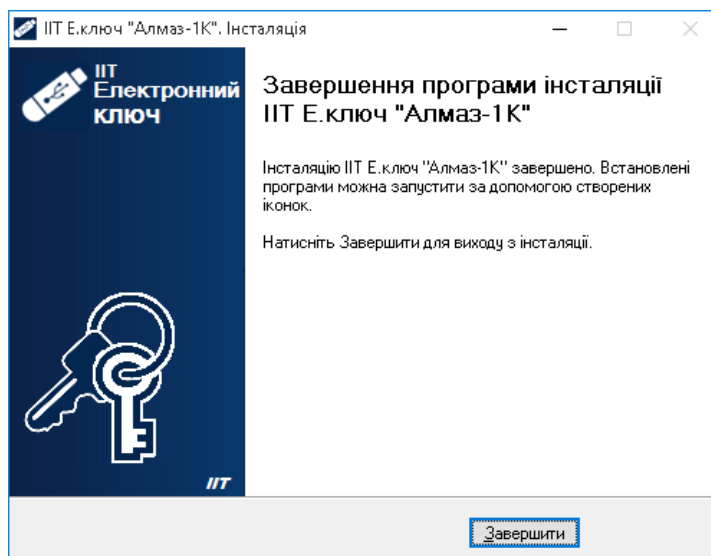 ІІТ Е.ключ "Алмаз-1К". Інсталяція
ІІТ
Електронний
ключ
Завершення програми інсталяції
ІІТ Е.ключ "Алмаз-1К"
Інсталяцію ІІТ Е.ключ "Алмаз-1К" завершено. Встановлені
програми можна запустити за допомогою створених
іконок.
Натисніть Завершити для виходу з інсталяції.
ІІТ
Завершити